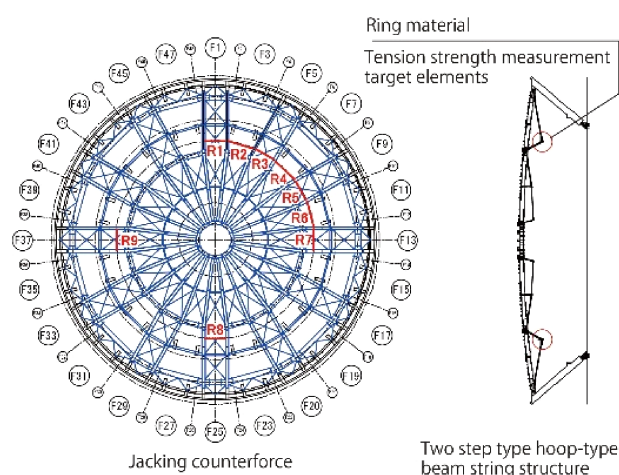 Ring material
Tension strength measurement
target elements
F1
F3
F5
F7
F9
F11
F13
F15
F17
F19
F20
F23
F25
F27
F29
F31
F33
F35
F37
F39
F41
F43
F45
F47
R1
R2
R3
R4
R5
R6
R7
R8
R9
Jacking counterforce
Two step type hoop-type
beam string structure